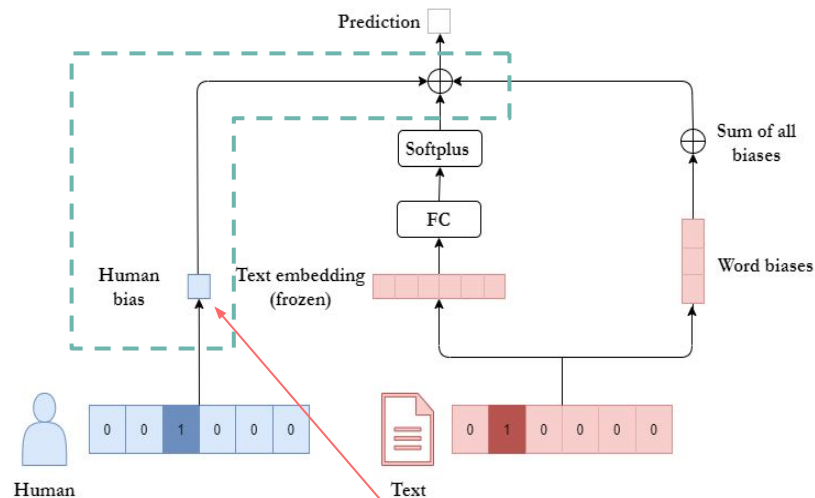 Prediction
Sum of all
biases
Softplus
FC
Human
bias
Text embedding
(frozen)
Word biases
0 0 1 0 0 0
0 1 0 0 0 0
Human
Text